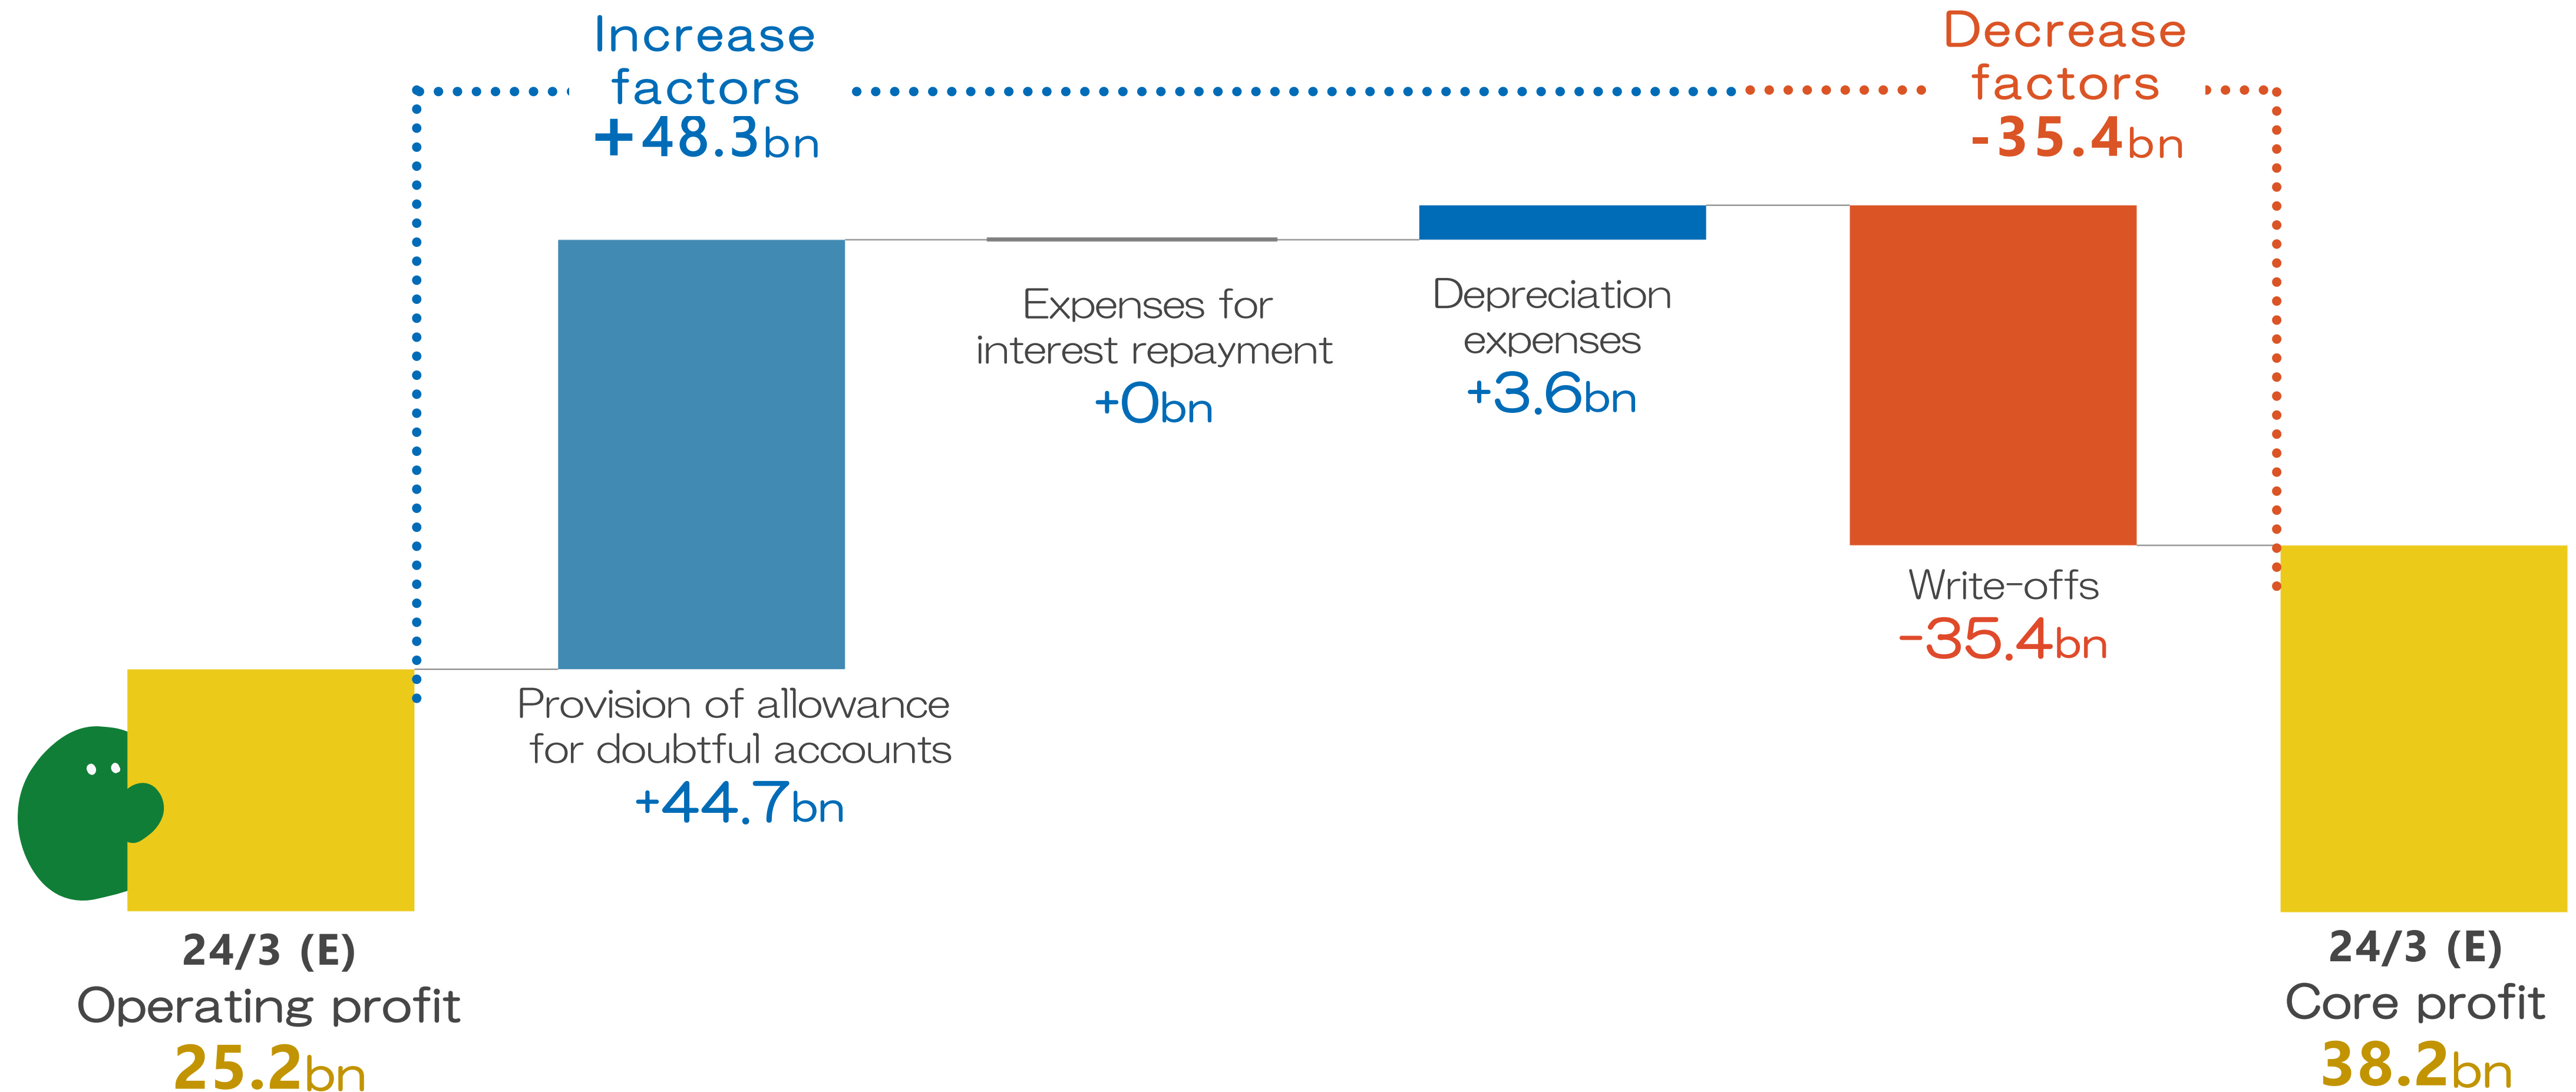 Increase
factors
+48.3bn
Decrease
factors
-35.4bn
Expenses for
interest repayment
+0bn
Depreciation
expenses
+3.6bn
Write-offs
-35.4bn
Provision of allowance
for doubtful accounts
+44.7bn
24/3 (E)
Operating profit
25.2bn
24/3 (E)
Core profit
38.2bn